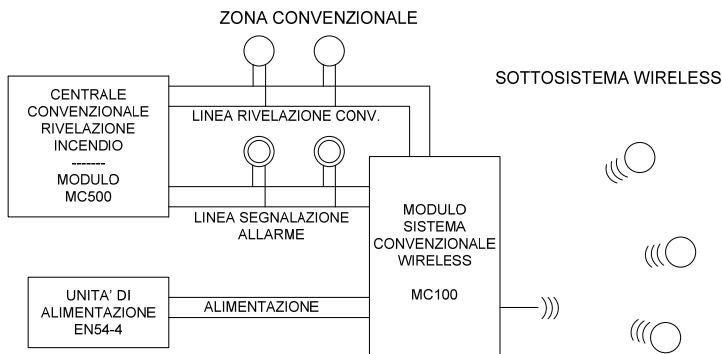 ZONA CONVENZIONALE
SOTTOSISTEMA WIRELESS
CENTRALE
CONVENZIONALE
RIVELAZIONE
INCENDIO
-------
MODULO
MC500
LINEA RIVELAZIONE CONV.
LINEA SEGNALAZIONE
ALLARME
MODULO
SISTEMA
CONVENZIONALE
WIRELESS
MC100
UNITA' DI
ALIMENTAZIONE
EN54-4
ALIMENTAZIONE